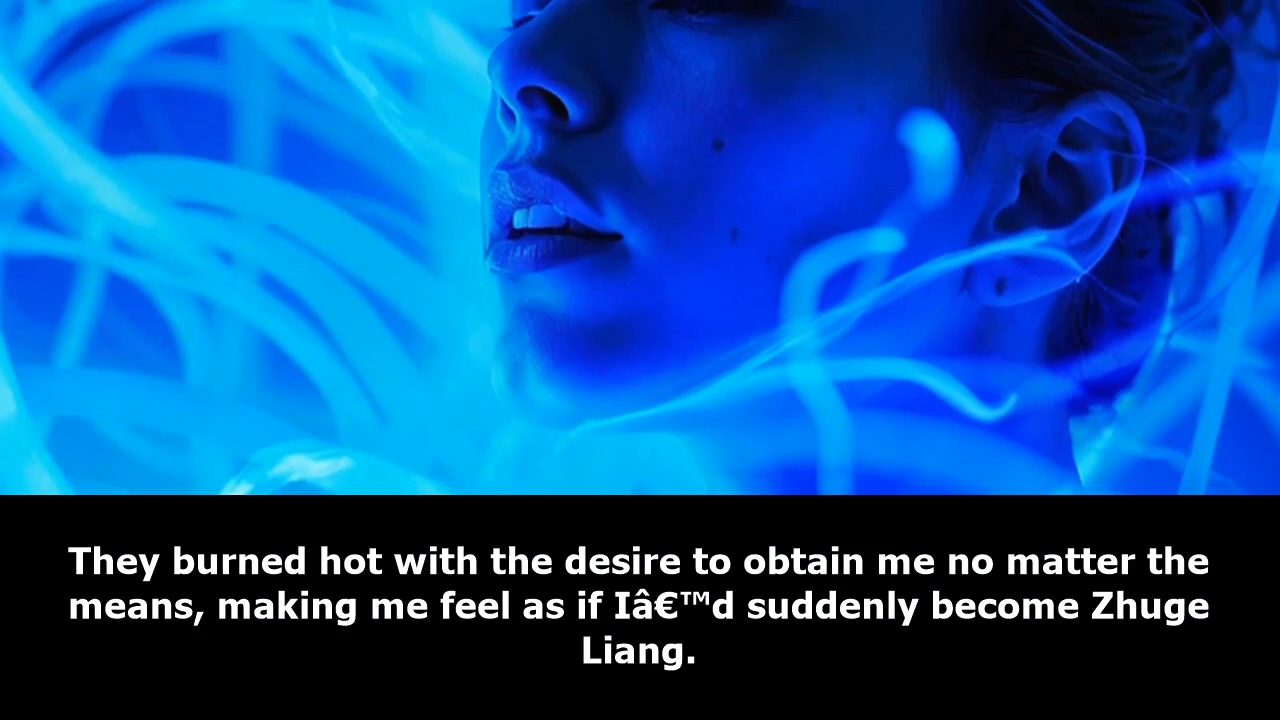 They burned hot with the desire to obtain me no matter the
means, making me feel as if Iâ€™d suddenly become Zhuge
Liang.